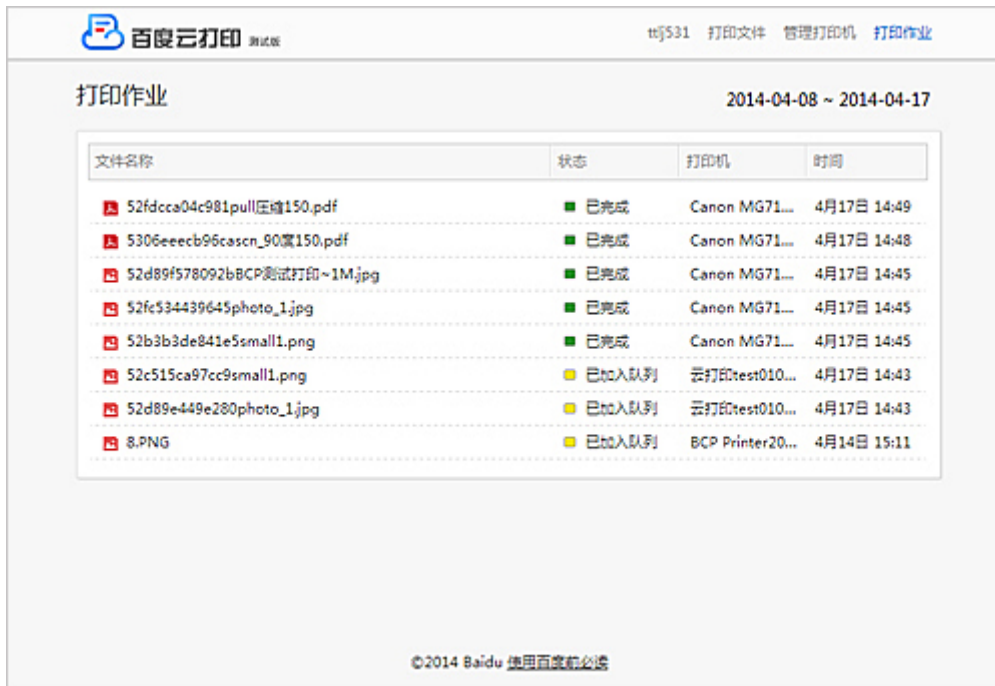 百度云打印 测试版 ttlj531 打印文件 管理打印机 打印作业
打印作业 2014-04-08 ~ 2014-04-17
文件名称 状态 打印机 时间
52fdcca04c981pull压缩150.pdf 已完成 Canon MG71... 4月17日 14:49
5306eeecb96cascn_90宽150.pdf 已完成 Canon MG71... 4月17日 14:48
52d89f578092bBCP测试打印~1M.jpg 已完成 Canon MG71... 4月17日 14:45
52fc534439645photo_1.jpg 已完成 Canon MG71... 4月17日 14:45
52b3b3de841e5small1.png 已完成 Canon MG71... 4月17日 14:45
52c515ca97cc9small1.png 已加入队列 云打印test010... 4月17日 14:43
52d89e449e280photo_1.jpg 已加入队列 云打印test010... 4月17日 14:43
8.PNG 已加入队列 BCP Printer20... 4月14日 15:11
©2014 Baidu 使用百度前必读